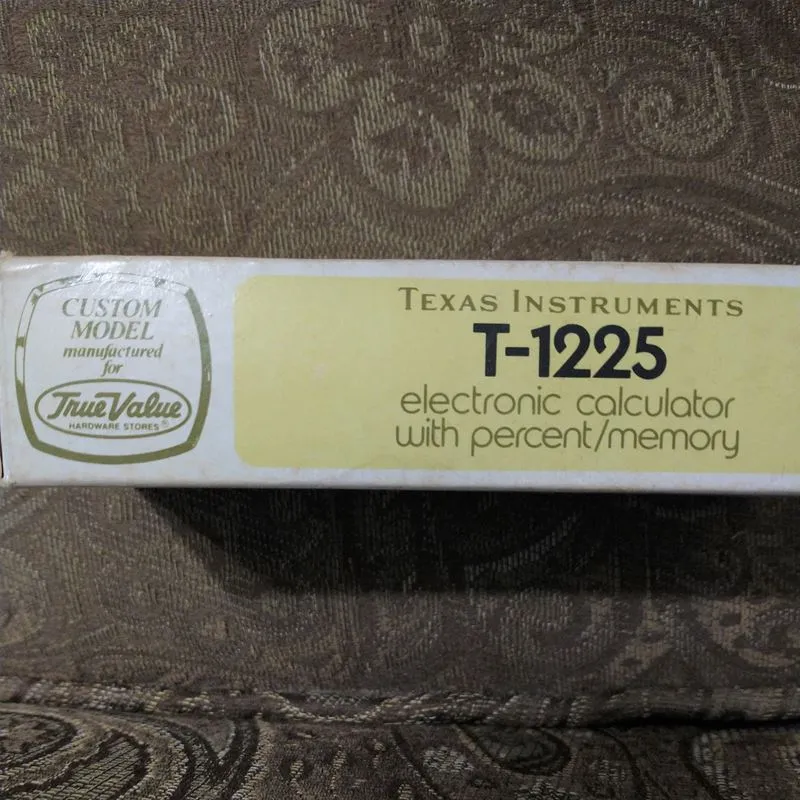 CUSTOM
MODEL
manufactured
for
True Value
HARDWARE STORES®
TEXAS INSTRUMENTS
T-1225
electronic calculator
with percent/memory